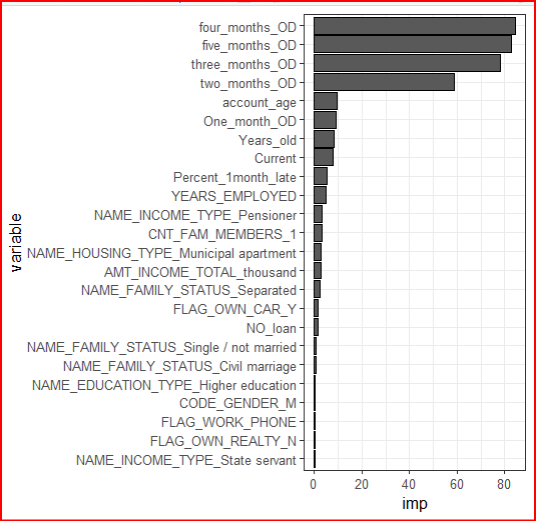 four_months_OD
five_months_OD
three_months_OD
two_months_OD
account_age
One_month_OD
Years_old
Current
Percent_1month_late
YEARS_EMPLOYED
NAME_INCOME_TYPE_Pensioner
CNT_FAM_MEMBERS_1
NAME_HOUSING_TYPE_Municipal apartment
AMT_INCOME_TOTAL_thousand
NAME_FAMILY_STATUS_Separated
FLAG_OWN_CAR_Y
NO_loan
NAME_FAMILY_STATUS_Single / not married
NAME_FAMILY_STATUS_Civil marriage
NAME_EDUCATION_TYPE_Higher education
CODE_GENDER_M
FLAG_WORK_PHONE
FLAG_OWN_REALTY_N
NAME_INCOME_TYPE_State servant
variable
0 20 40 60 80
imp